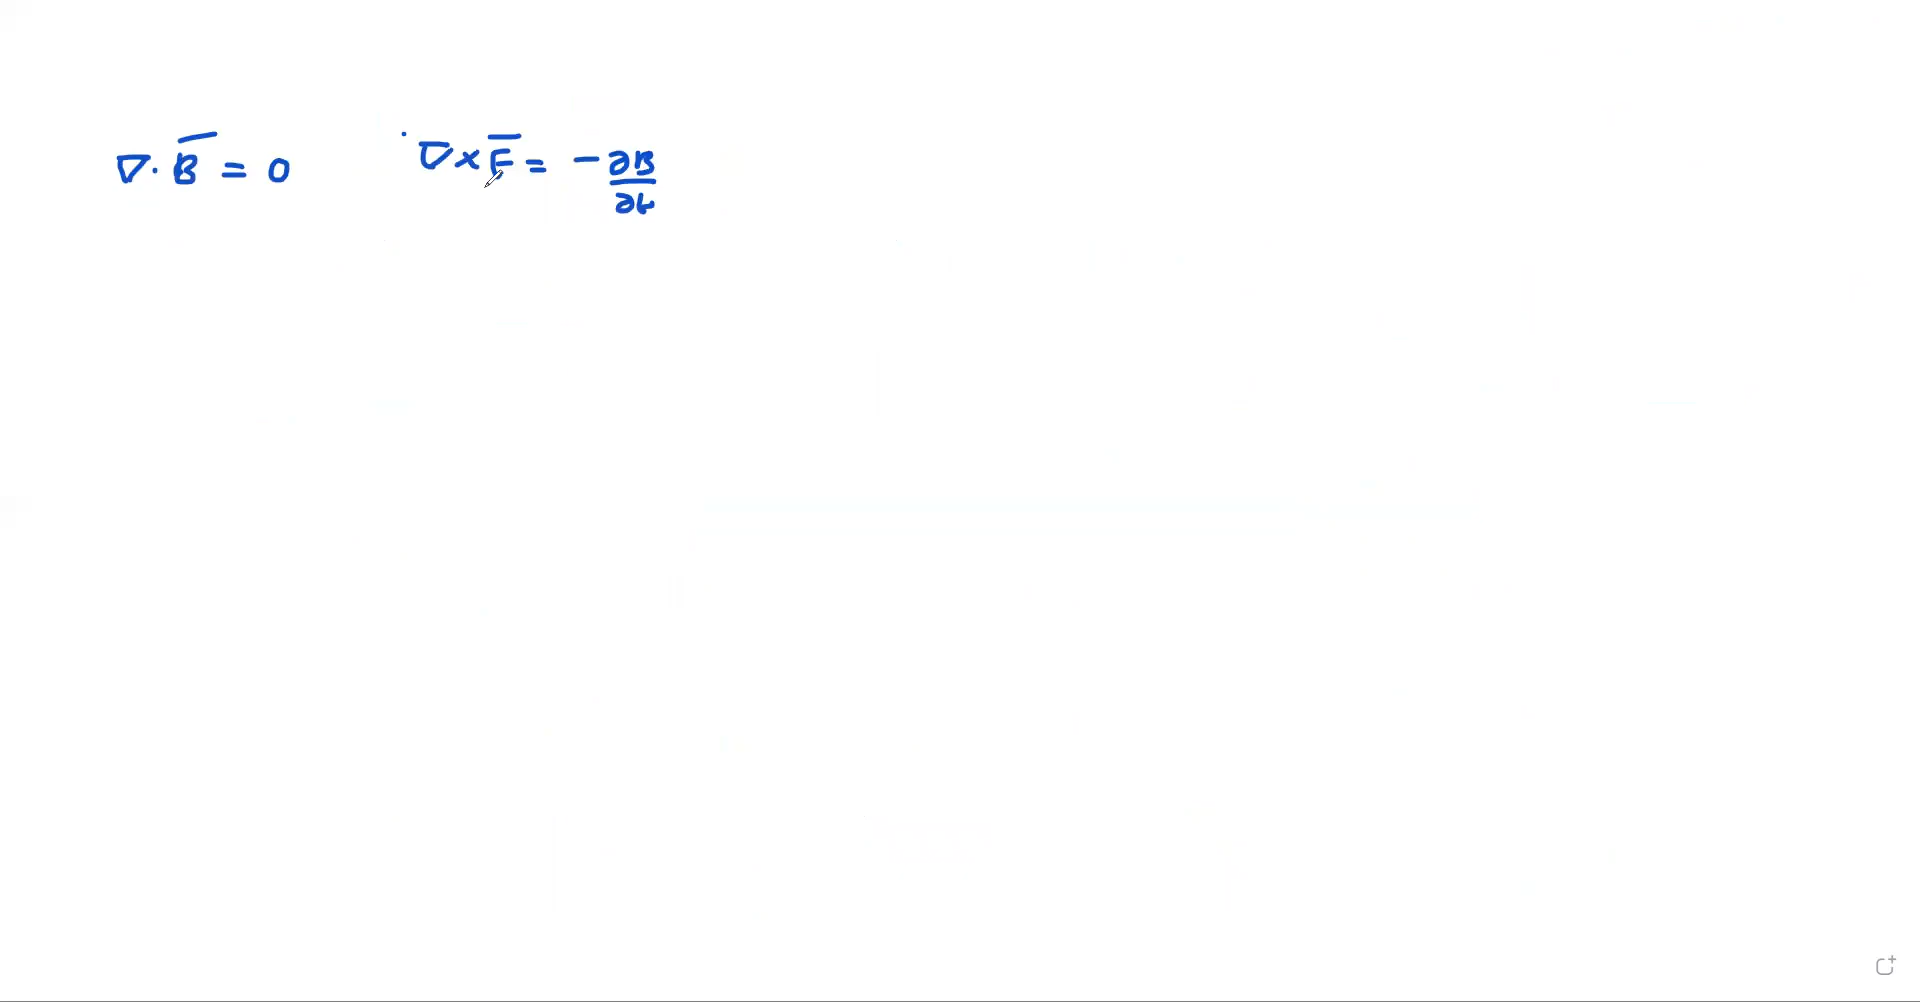 ∇·B̅ = 0    ∇×E̅ = -∂B/∂t